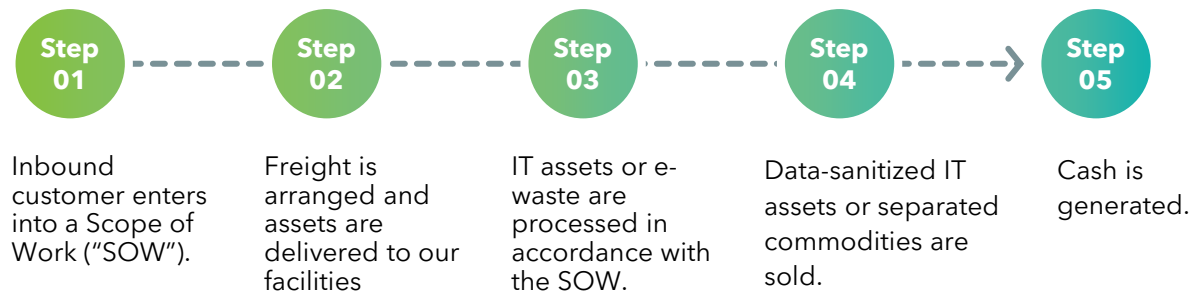 Step
01
Step
02
Step
03
Step
04
Step
05
Inbound
customer enters
into a Scope of
Work (“SOW”).
Freight is
arranged and
assets are
delivered to our
facilities
IT assets or e-
waste are
processed in
accordance with
the SOW.
Data-sanitized IT
assets or separated
commodities are
sold.
Cash is
generated.